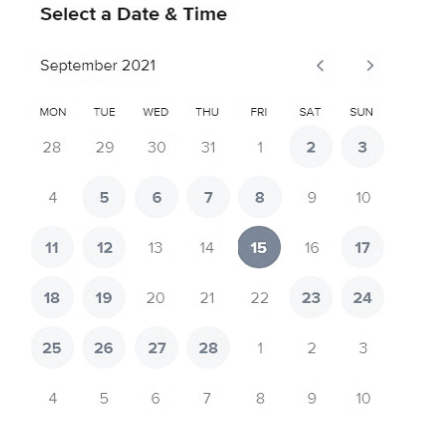 Select a Date & Time
September 2021
MON TUE WED THU FRI SAT SUN
28 29 30 31 1 2 3
4 5 6 7 8 9 10
11 12 13 14 15 16 17
18 19 20 21 22 23 24
25 26 27 28 1 2 3
4 5 6 7 8 9 10